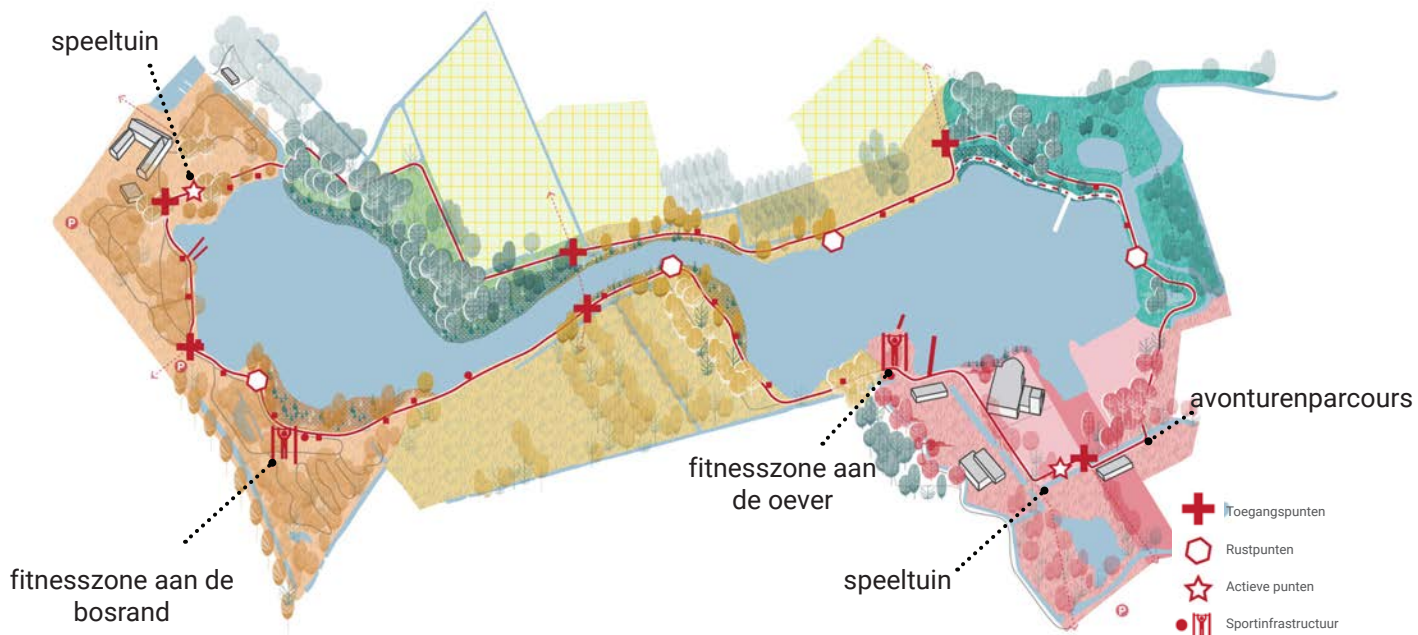 speeltuin
P
P
avonturenparcours
fitnesszone aan
de oever
fitnesszone aan de
bosrand
speeltuin
P
Toegangspunten
Rustpunten
Actieve punten
Sportinfrastructuur